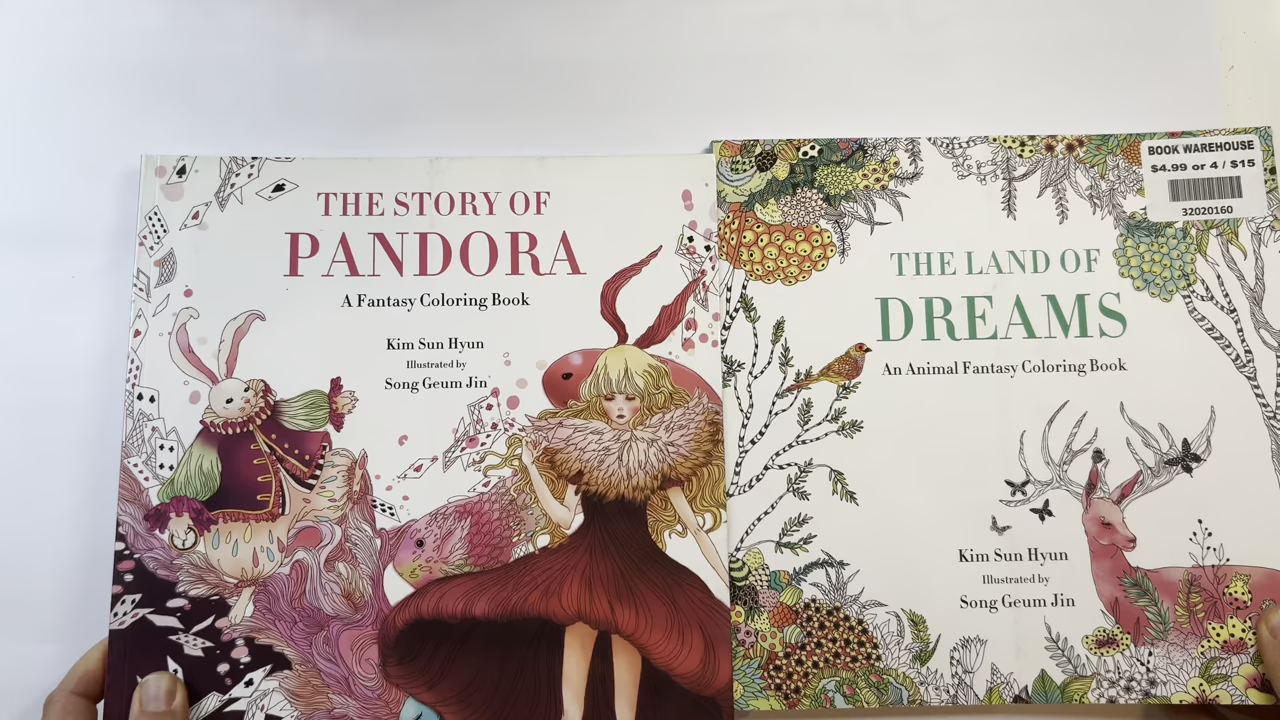 THE STORY OF
PANDORA
A Fantasy Coloring Book
Kim Sun Hyun
Illustrated by
Song Geum Jin
BOOK WAREHOUSE
$4.99 or 4 / $15
32020160
THE LAND OF
DREAMS
An Animal Fantasy Coloring Book
Kim Sun Hyun
Illustrated by
Song Geum Jin